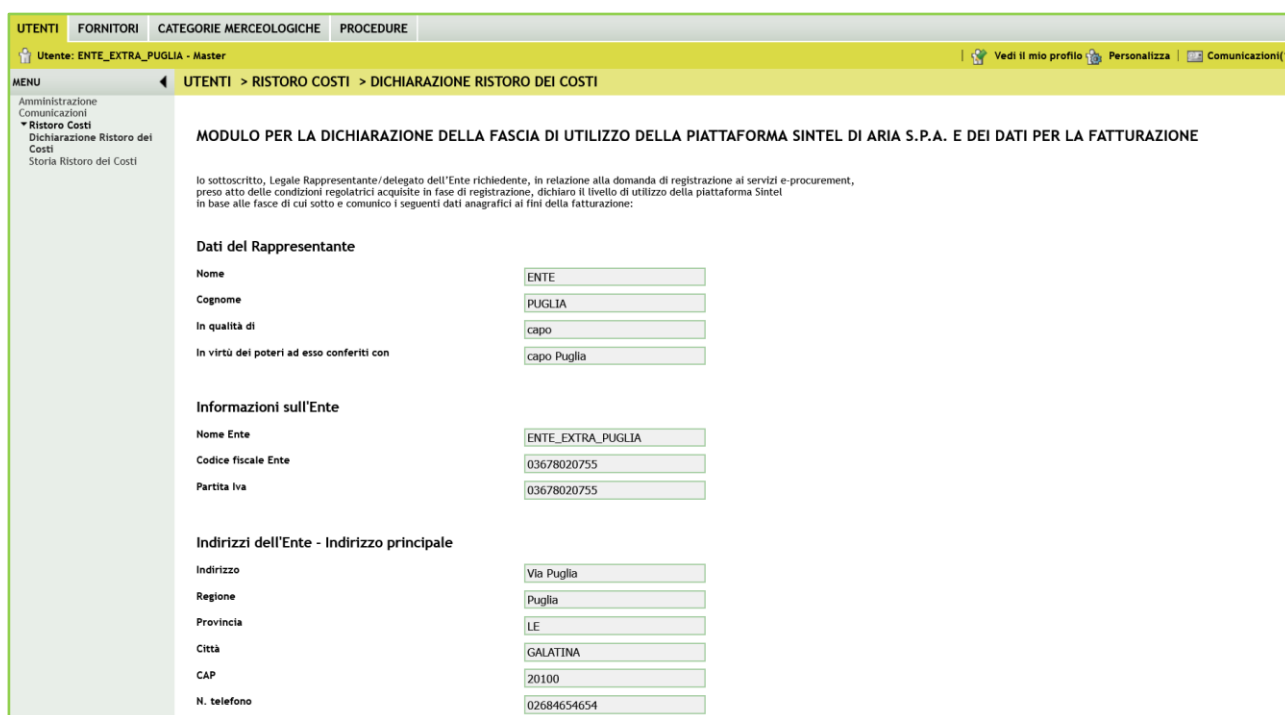 UTENTI FORNITORI CATEGORIE MERCEOLOGICHE PROCEDURE
Utente: ENTE_EXTRA_PUGLIA - Master | Vedi il mio profilo Personalizza | Comunicazioni(
MENU UTENTI > RISTORO COSTI > DICHIARAZIONE RISTORO DEI COSTI
Amministrazione
Comunicazioni
Ristoro Costi
Dichiarazione Ristoro dei
Costi
Storia Ristoro dei Costi
MODULO PER LA DICHIARAZIONE DELLA FASCIA DI UTILIZZO DELLA PIATTAFORMA SINTEL DI ARIA S.P.A. E DEI DATI PER LA FATTURAZIONE
Io sottoscritto, Legale Rappresentante/delegato dell'Ente richiedente, in relazione alla domanda di registrazione ai servizi e-procurement,
preso atto delle condizioni regolatrici acquisite in fase di registrazione, dichiaro il livello di utilizzo della piattaforma Sintel
in base alle fasce di cui sotto e comunico i seguenti dati anagrafici ai fini della fatturazione:
Dati del Rappresentante
Nome ENTE
Cognome PUGLIA
In qualità di capo
In virtù dei poteri ad esso conferiti con capo Puglia
Informazioni sull'Ente
Nome Ente ENTE_EXTRA_PUGLIA
Codice fiscale Ente 03678020755
Partita Iva 03678020755
Indirizzi dell'Ente - Indirizzo principale
Indirizzo Via Puglia
Regione Puglia
Provincia LE
Città GALATINA
CAP 20100
N. telefono 02684654654